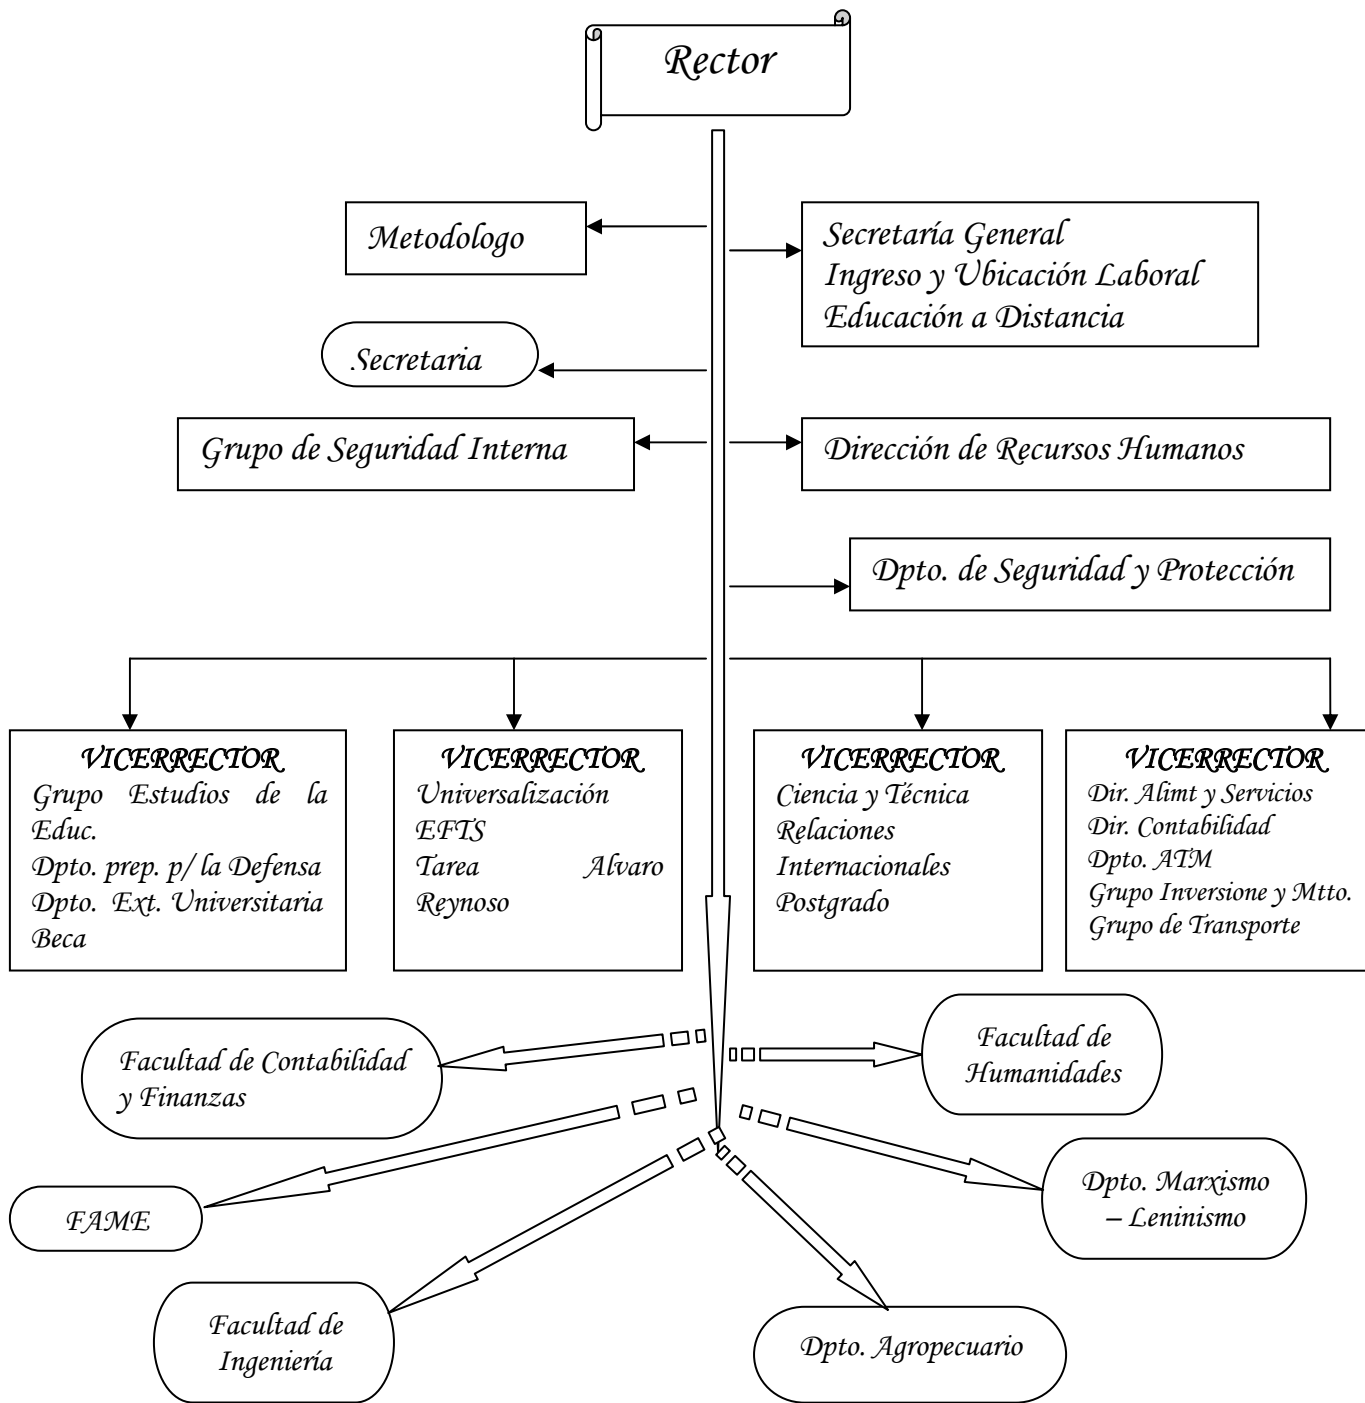 Rector
Metodologo
Secretaría General
Ingreso y Ubicación Laboral
Educación a Distancia
.Secretaria
Grupo de Seguridad Interna
Dirección de Recursos Humanos
Dpto. de Seguridad y Protección
VICERRECTOR
Grupo Estudios de la
Educ.
Dpto. prep. p/ la Defensa
Dpto. Ext. Universitaria
Beca
VICERRECTOR
Universalización
EFTS
Tarea Alvaro
Reynoso
VICERRECTOR
Ciencia y Técnica
Relaciones
Internacionales
Postgrado
VICERRECTOR
Dir. Alimt y Servicios
Dir. Contabilidad
Dpto. ATM
Grupo Inversione y Mtto.
Grupo de Transporte
Facultad de Contabilidad
y Finanzas
Facultad de
Humanidades
FAME
Dpto. Marxismo
– Leninismo
Facultad de
Ingeniería
Dpto. Agropecuario